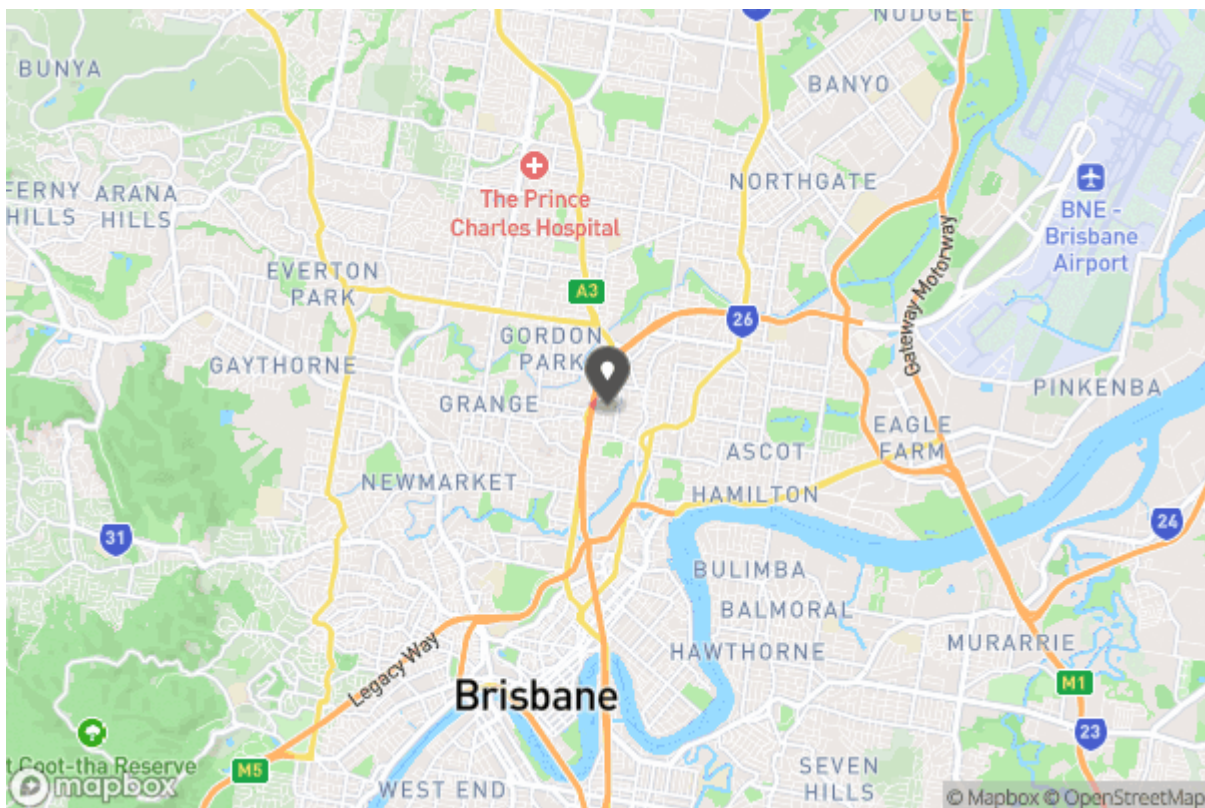 NUDGEE
BUNYA
BANYO
FERNY
HILLS
ARANA
HILLS
The Prince
Charles Hospital
NORTHGATE
BNE -
Brisbane
Airport
EVERTON
PARK
A3
26
GORDON
PARK
Gateway Motorway
GAYTHORNE
GRANGE
PINKENBA
EAGLE
FARM
ASCOT
NEWMARKET
HAMILTON
31
24
BULIMBA
BALMORAL
HAWTHORNE
MURARRIE
Legacy Way
Brisbane
M1
23
t Coot-tha Reserve
M5
mapbox
WEST END
SEVEN
HILLS
© Mapbox © OpenStreetMap